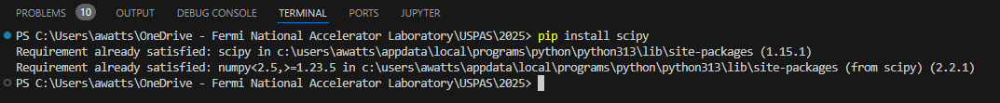 PROBLEMS 10 OUTPUT DEBUG CONSOLE TERMINAL PORTS JUPYTER
PS C:\Users\awatts\OneDrive - Fermi National Accelerator Laboratory\USPAS\2025> pip install scipy
Requirement already satisfied: scipy in c:\users\awatts\appdata\local\programs\python\python313\lib\site-packages (1.15.1)
Requirement already satisfied: numpy<2.5,>=1.23.5 in c:\users\awatts\appdata\local\programs\python\python313\lib\site-packages (from scipy) (2.2.1)
PS C:\Users\awatts\OneDrive - Fermi National Accelerator Laboratory\USPAS\2025>